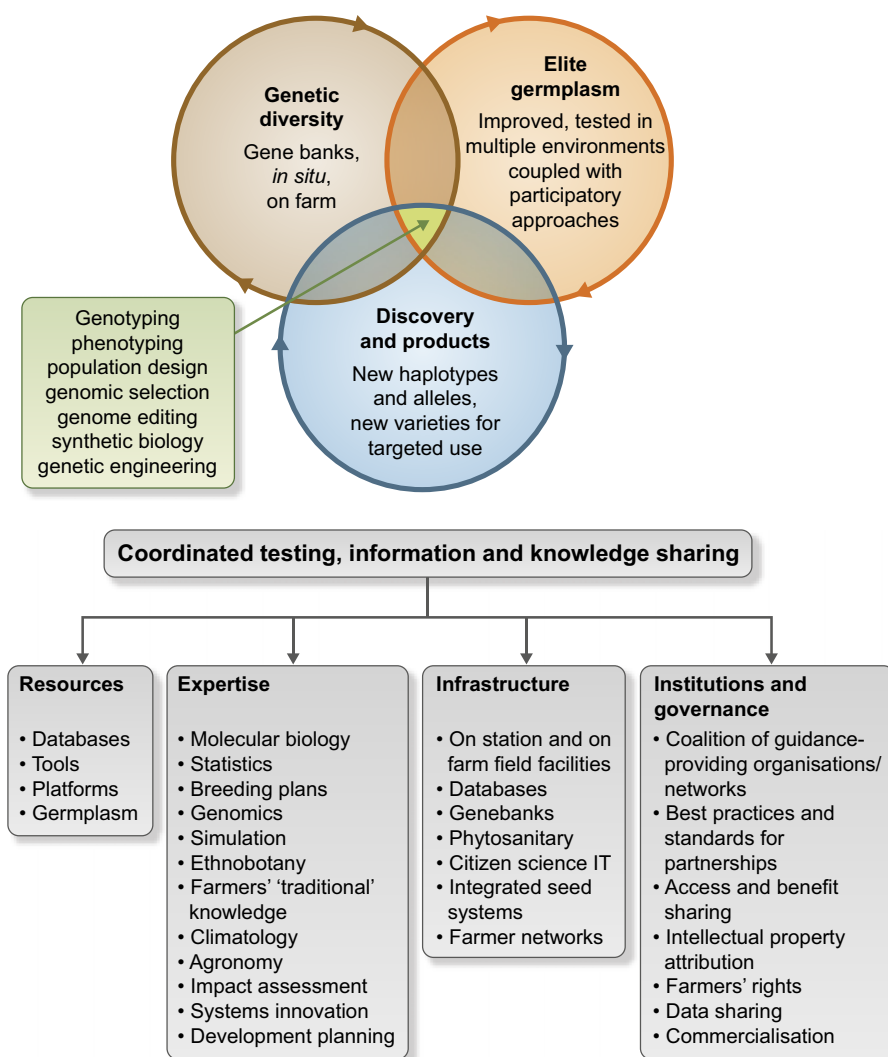 Genetic
diversity
Gene banks,
in situ,
on farm
Elite
germplasm
Improved, tested in
multiple environments
coupled with
participatory
approaches
Discovery
and products
New haplotypes
and alleles,
new varieties for
targeted use
Genotyping
phenotyping
population design
genomic selection
genome editing
synthetic biology
genetic engineering
Coordinated testing, information and knowledge sharing
Resources
• Databases
• Tools
• Platforms
• Germplasm
Expertise
• Molecular biology
• Statistics
• Breeding plans
• Genomics
• Simulation
• Ethnobotany
• Farmers’ ‘traditional’
knowledge
• Climatology
• Agronomy
• Impact assessment
• Systems innovation
• Development planning
Infrastructure
• On station and on
farm field facilities
• Databases
• Genebanks
• Phytosanitary
• Citizen science IT
• Integrated seed
systems
• Farmer networks
Institutions and
governance
• Coalition of guidance-
providing organisations/
networks
• Best practices and
standards for
partnerships
• Access and benefit
sharing
• Intellectual property
attribution
• Farmers’ rights
• Data sharing
• Commercialisation